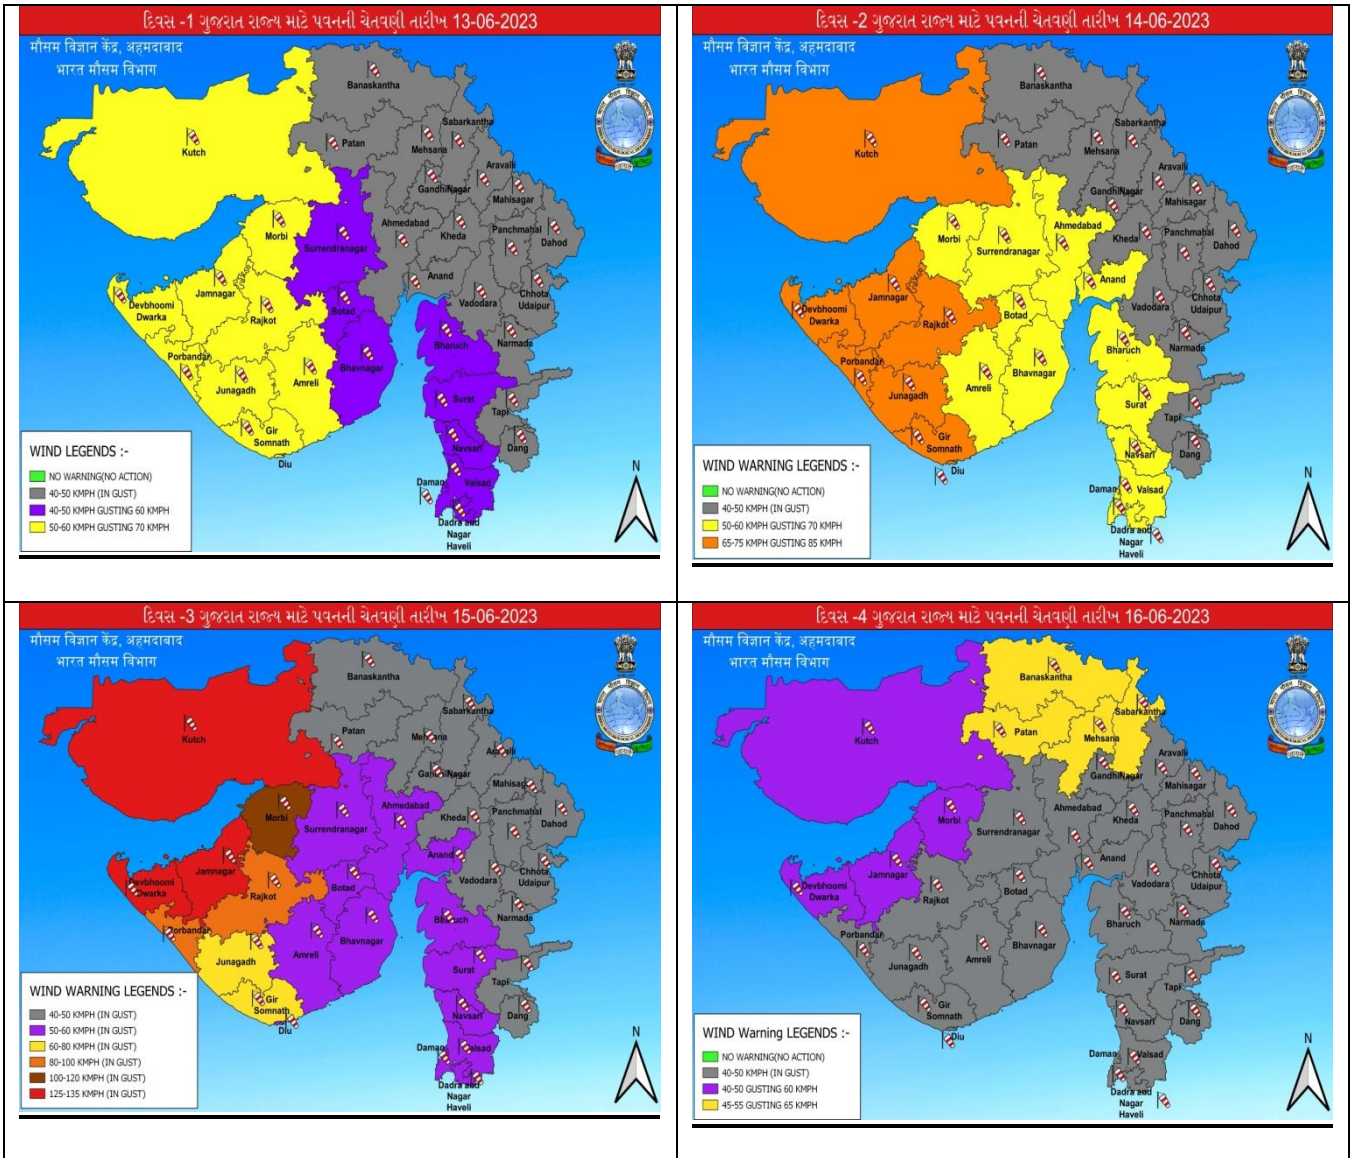 દિવસ -1 ગુજરાત રાજ્ય માટે પવનની ચેતવણી તારીખ 13-06-2023
मौसम विज्ञान केंद्र, अहमदाबाद
भारत मौसम विभाग
Banaskantha
Kutch
Patan
Mehsana
Sabarkantha
Aravalli
GandhiNagar
Mahisagar
Morbi
Surrendranagar
Ahmedabad
Kheda
Panchmahal
Dahod
Anand
Jamnagar
Devbhoomi
Dwarka
Rajkot
Botad
Vadodara
Chhota
Udaipur
Bharuch
Narmada
Porbandar
Junagadh
Amreli
Bhavnagar
Surat
Tapi
Gir
Somnath
Navsari
Dang
Diu
Daman
Valsad
Dadra and
Nagar
Haveli
WIND LEGENDS :-
NO WARNING(NO ACTION)
40-50 KMPH (IN GUST)
40-50 KMPH GUSTING 60 KMPH
50-60 KMPH GUSTING 70 KMPH
N
દિવસ -2 ગુજરાત રાજ્ય માટે પવનની ચેતવણી તારીખ 14-06-2023
मौसम विज्ञान केंद्र, अहमदाबाद
भारत मौसम विभाग
Banaskantha
Kutch
Patan
Mehsana
Sabarkantha
Aravalli
GandhiNagar
Mahisagar
Morbi
Surrendranagar
Ahmedabad
Kheda
Panchmahal
Dahod
Anand
Jamnagar
Devbhoomi
Dwarka
Rajkot
Botad
Vadodara
Chhota
Udaipur
Bharuch
Narmada
Porbandar
Junagadh
Amreli
Bhavnagar
Surat
Tapi
Gir
Somnath
Navsari
Dang
Diu
Daman
Valsad
Dadra and
Nagar
Haveli
WIND WARNING LEGENDS :-
NO WARNING(NO ACTION)
40-50 KMPH (IN GUST)
50-60 KMPH GUSTING 70 KMPH
65-75 KMPH GUSTING 85 KMPH
N
દિવસ -3 ગુજરાત રાજ્ય માટે પવનની ચેતવણી તારીખ 15-06-2023
मौसम विज्ञान केंद्र, अहमदाबाद
भारत मौसम विभाग
Banaskantha
Kutch
Patan
Mehsana
Sabarkantha
Aravalli
GandhiNagar
Mahisagar
Morbi
Surrendranagar
Ahmedabad
Kheda
Panchmahal
Dahod
Anand
Jamnagar
Devbhoomi
Dwarka
Rajkot
Botad
Vadodara
Chhota
Udaipur
Bharuch
Narmada
Porbandar
Junagadh
Amreli
Bhavnagar
Surat
Tapi
Gir
Somnath
Navsari
Dang
Diu
Daman
Valsad
Dadra and
Nagar
Haveli
WIND WARNING LEGENDS :-
40-50 KMPH (IN GUST)
50-60 KMPH (IN GUST)
60-80 KMPH (IN GUST)
80-100 KMPH (IN GUST)
100-120 KMPH (IN GUST)
125-135 KMPH (IN GUST)
N
દિવસ -4 ગુજરાત રાજ્ય માટે પવનની ચેતવણી તારીખ 16-06-2023
मौसम विज्ञान केंद्र, अहमदाबाद
भारत मौसम विभाग
Banaskantha
Kutch
Patan
Mehsana
Sabarkantha
Aravalli
GandhiNagar
Mahisagar
Morbi
Surrendranagar
Ahmedabad
Kheda
Panchmahal
Dahod
Anand
Jamnagar
Devbhoomi
Dwarka
Rajkot
Botad
Vadodara
Chhota
Udaipur
Bharuch
Narmada
Porbandar
Junagadh
Amreli
Bhavnagar
Surat
Tapi
Gir
Somnath
Navsari
Dang
Diu
Daman
Valsad
Dadra and
Nagar
Haveli
WIND Warning LEGENDS :-
NO WARNING(NO ACTION)
40-50 KMPH (IN GUST)
40-50 GUSTING 60 KMPH
45-55 GUSTING 65 KMPH
N